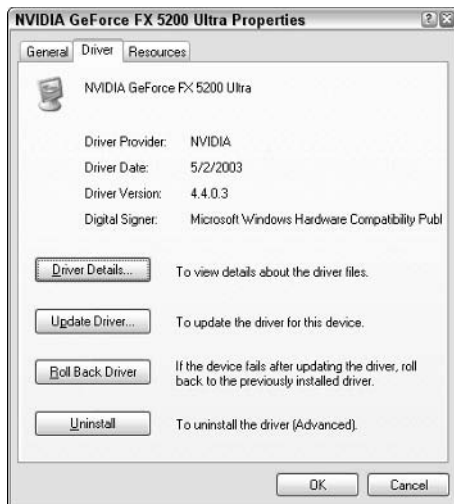 NVIDIA GeForce FX 5200 Ultra Properties
General Driver Resources
NVIDIA GeForce FX 5200 Ultra
Driver Provider: NVIDIA
Driver Date: 5/2/2003
Driver Version: 4.4.0.3
Digital Signer: Microsoft Windows Hardware Compatibility Publ
Driver Details... To view details about the driver files.
Update Driver... To update the driver for this device.
Roll Back Driver If the device fails after updating the driver, roll
back to the previously installed driver.
Uninstall To uninstall the driver (Advanced).
OK Cancel